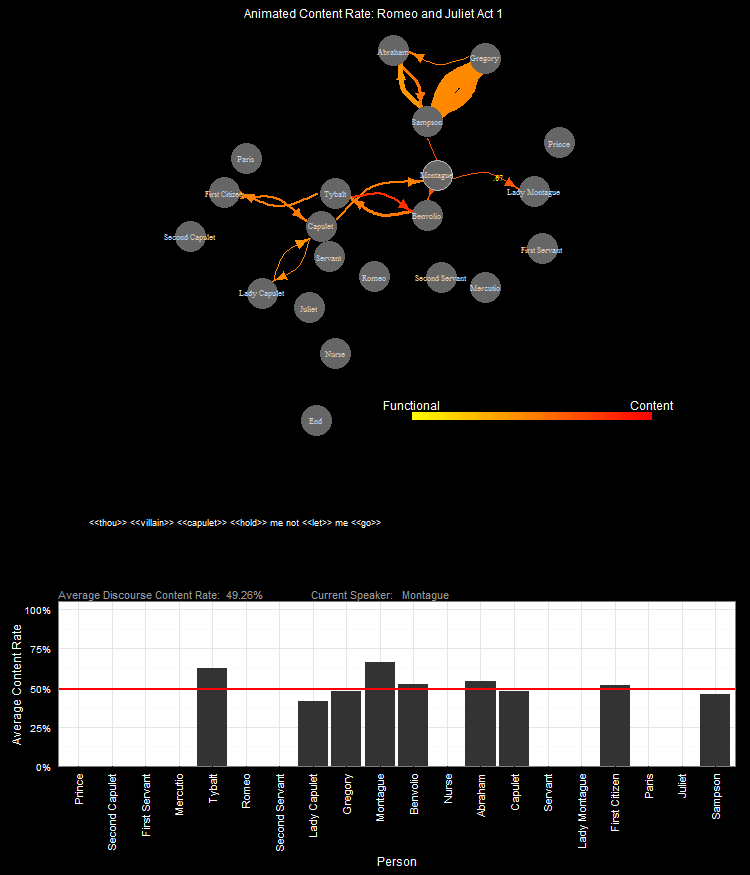 Animated Content Rate: Romeo and Juliet Act 1
Abraham
Gregory
Sampson
Prince
Paris
Montague
.67
First Citizen
Tybalt
Lady Montague
Benvolio
Capulet
Second Capulet
First Servant
Servant
Romeo
Second Servant
Mercutio
Lady Capulet
Juliet
Nurse
Functional
Content
End
<<thou>> <<villain>> <<capulet>> <<hold>> me not <<let>> me <<go>>
Average Discourse Content Rate: 49.26% Current Speaker: Montague
100%
75%
50%
25%
0%
Average Content Rate
Prince
Second Capulet
First Servant
Mercutio
Tybalt
Romeo
Second Servant
Lady Capulet
Gregory
Montague
Benvolio
Nurse
Abraham
Capulet
Servant
Lady Montague
First Citizen
Paris
Juliet
Sampson
Person